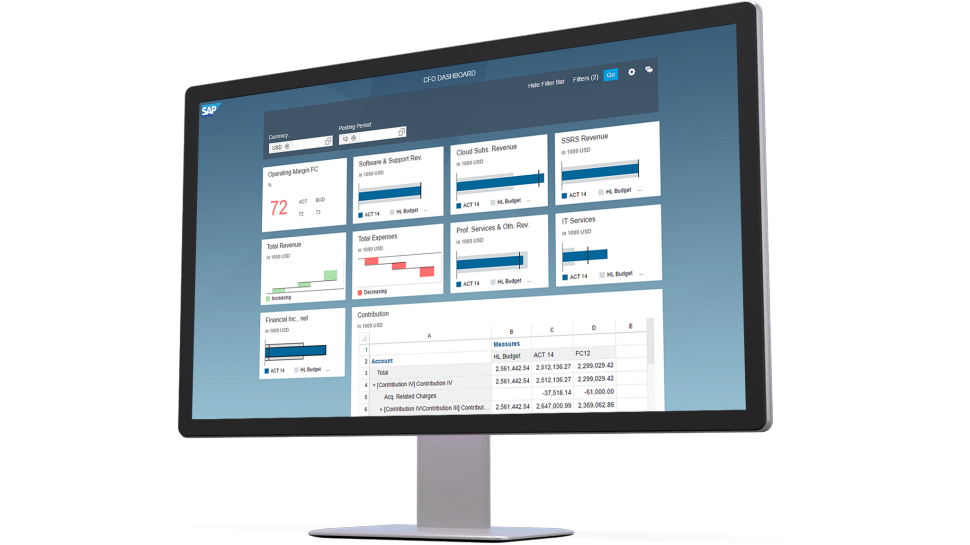 SAP
CFO DASHBOARD
Hide Filter Bar Filters (2) Go
Currency: Posting Period:
USD 12
Operating Margin FC
%
72
ACT BUD
72 73
Software & Support Rev.
in 1000 USD
ACT 14 HL Budget ...
Cloud Subs. Revenue
in 1000 USD
ACT 14 HL Budget ...
SSRS Revenue
in 1000 USD
ACT 14 HL Budget ...
Total Revenue
in 1000 USD
Increasing
Total Expenses
in 1000 USD
Decreasing
Prof. Services & Oth. Rev.
in 1000 USD
ACT 14 HL Budget ...
IT Services
in 1000 USD
ACT 14 HL Budget ...
Financial Inc., net
in 1000 USD
ACT 14 HL Budget ...
Contribution
in 1000 USD
A B C D E
1 Measures
2 Account HL Budget ACT 14 FC12
3 Total 2,561,442.54 2,512,136.27 2,299,029.42
4 [Contribution IV] Contribution IV 2,561,442.54 2,512,136.27 2,299,029.42
5 Acq. Related Charges -37,518.14 -61,000.00
6 [Contribution IV\Contribution III] Contribut... 2,561,442.54 2,647,000.99 2,369,062.86